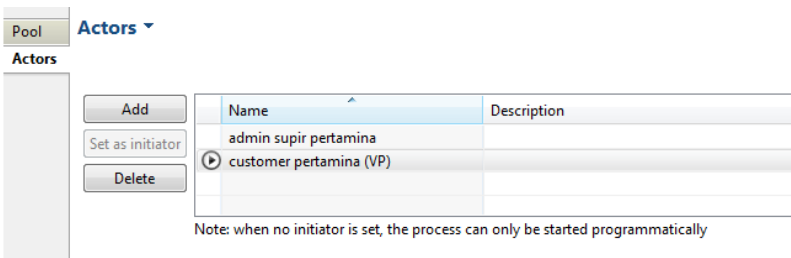 Pool
Actors
Actors
Add
Set as initiator
Delete
Name Description
admin supir pertamina
customer pertamina (VP)
Note: when no initiator is set, the process can only be started programmatically